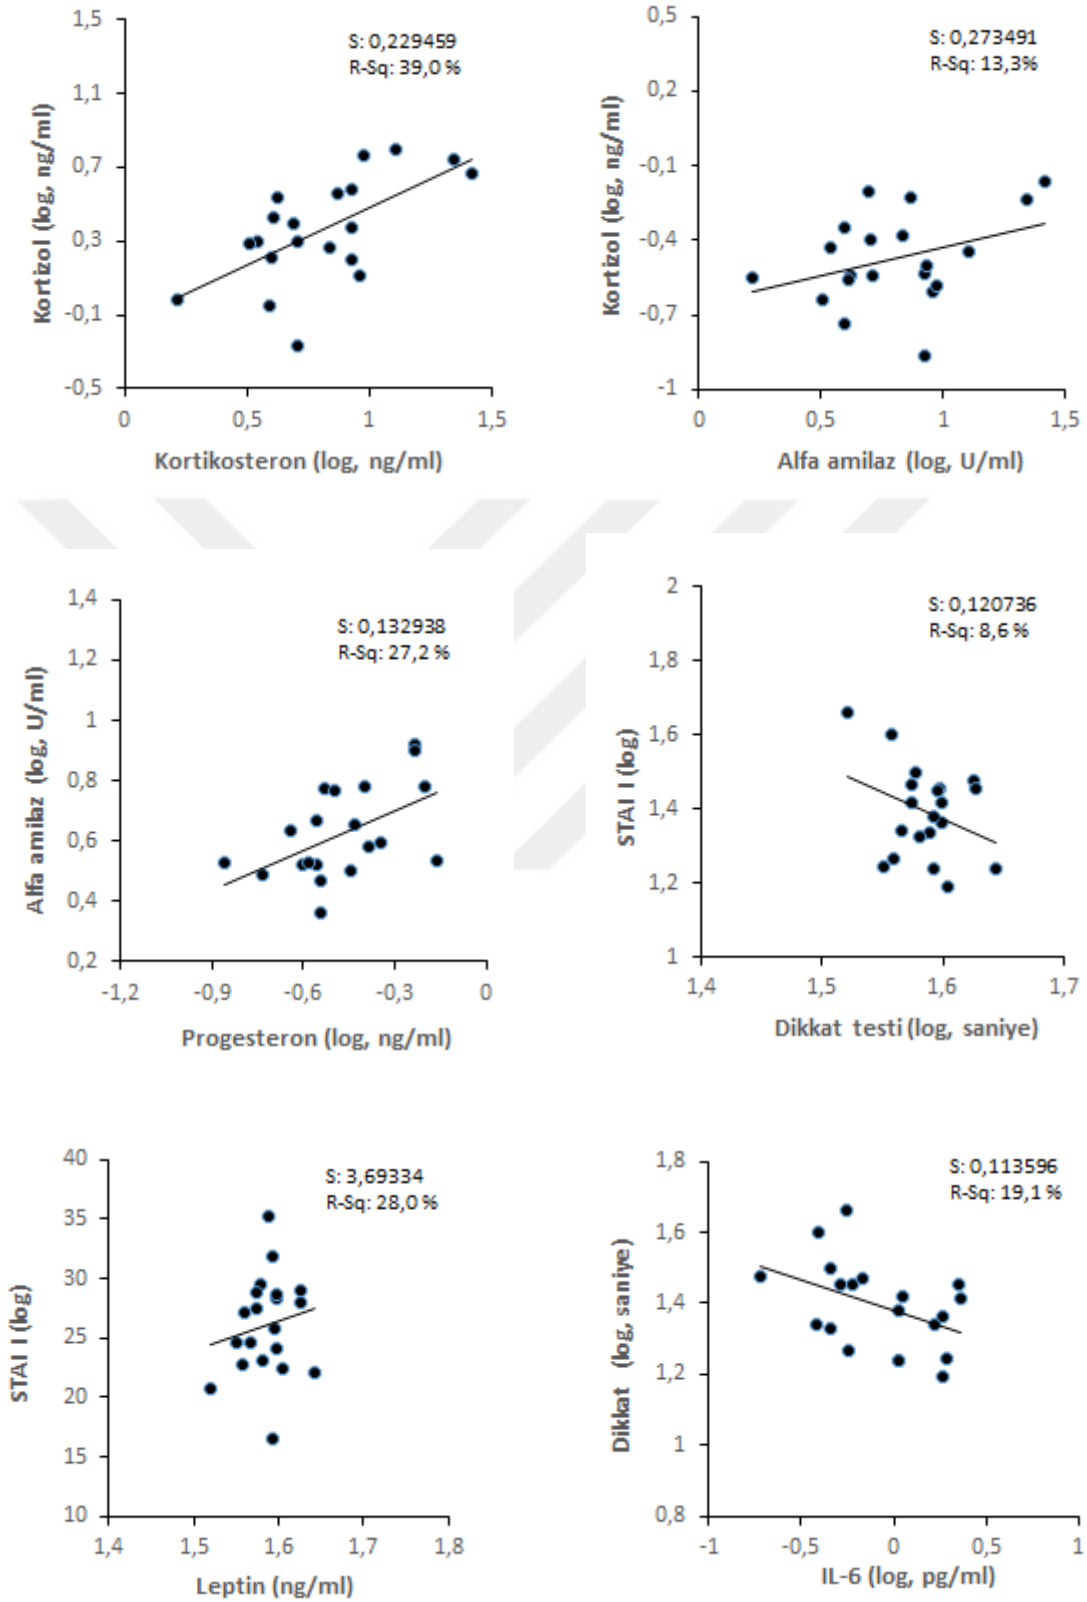 1,5
1,1
0,7
0,3
-0,1
-0,5
Kortizol (log, ng/ml)
S: 0,229459
R-Sq: 39,0 %
0 0,5 1 1,5
Kortikosteron (log, ng/ml)
0,5
0,2
-0,1
-0,4
-0,7
-1
Kortizol (log, ng/ml)
S: 0,273491
R-Sq: 13,3%
0 0,5 1 1,5
Alfa amilaz (log, U/ml)
1,4
1,2
1
0,8
0,6
0,4
0,2
Alfa amilaz (log, U/ml)
S: 0,132938
R-Sq: 27,2 %
-1,2 -0,9 -0,6 -0,3 0
Progesteron (log, ng/ml)
2
1,8
1,6
1,4
1,2
1
STAI I (log)
S: 0,120736
R-Sq: 8,6 %
1,4 1,5 1,6 1,7
Dikkat testi (log, saniye)
40
35
30
25
20
15
10
STAI I (log)
S: 3,69334
R-Sq: 28,0 %
1,4 1,5 1,6 1,7 1,8
Leptin (ng/ml)
1,8
1,6
1,4
1,2
1
0,8
Dikkat (log, saniye)
S: 0,113596
R-Sq: 19,1 %
-1 -0,5 0 0,5 1
IL-6 (log, pg/ml)